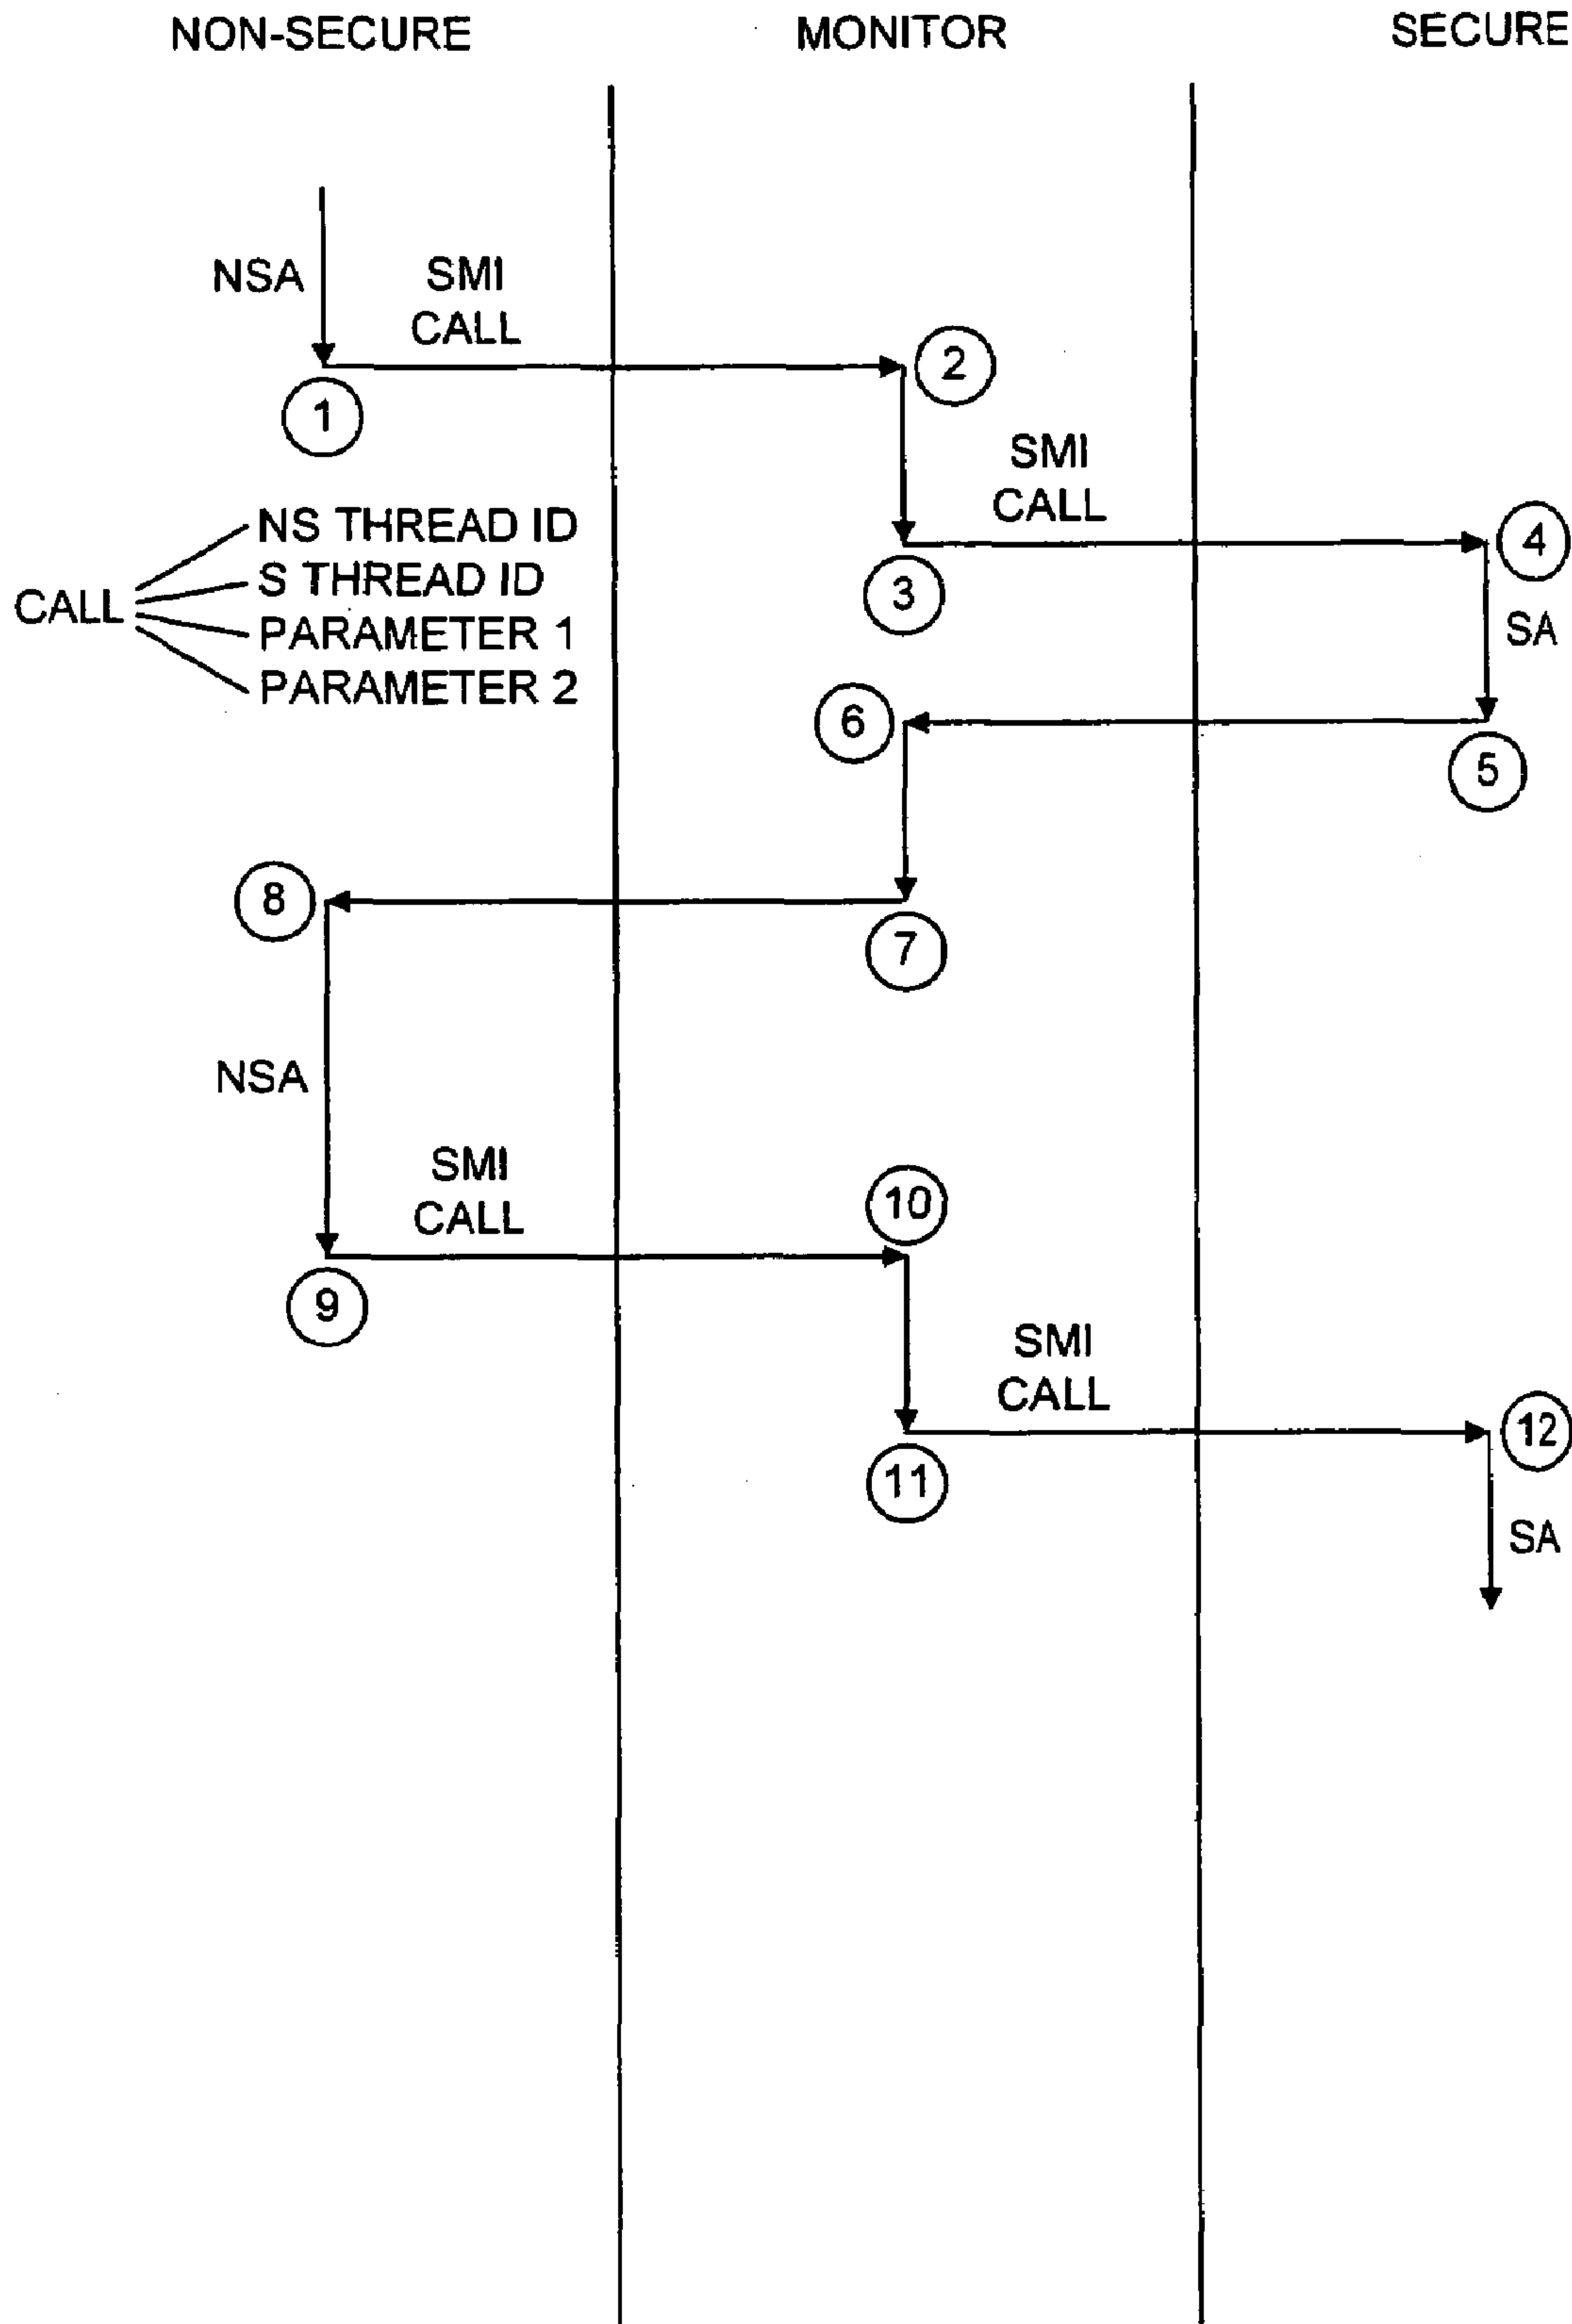 NON-SECURE
MONITOR
SECURE
NSA
SMI
CALL
1
2
SMI
CALL
3
4
SA
CALL
NS THREAD ID
S THREAD ID
PARAMETER 1
PARAMETER 2
6
5
8
7
NSA
SMI
CALL
9
10
SMI
CALL
11
12
SA